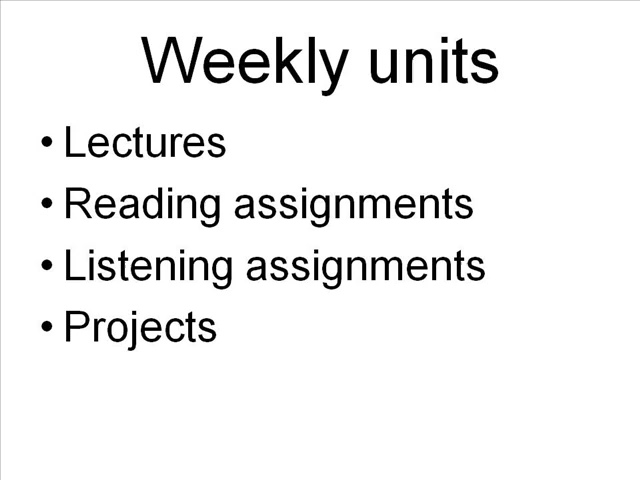 Weekly units
• Lectures
• Reading assignments
• Listening assignments
• Projects